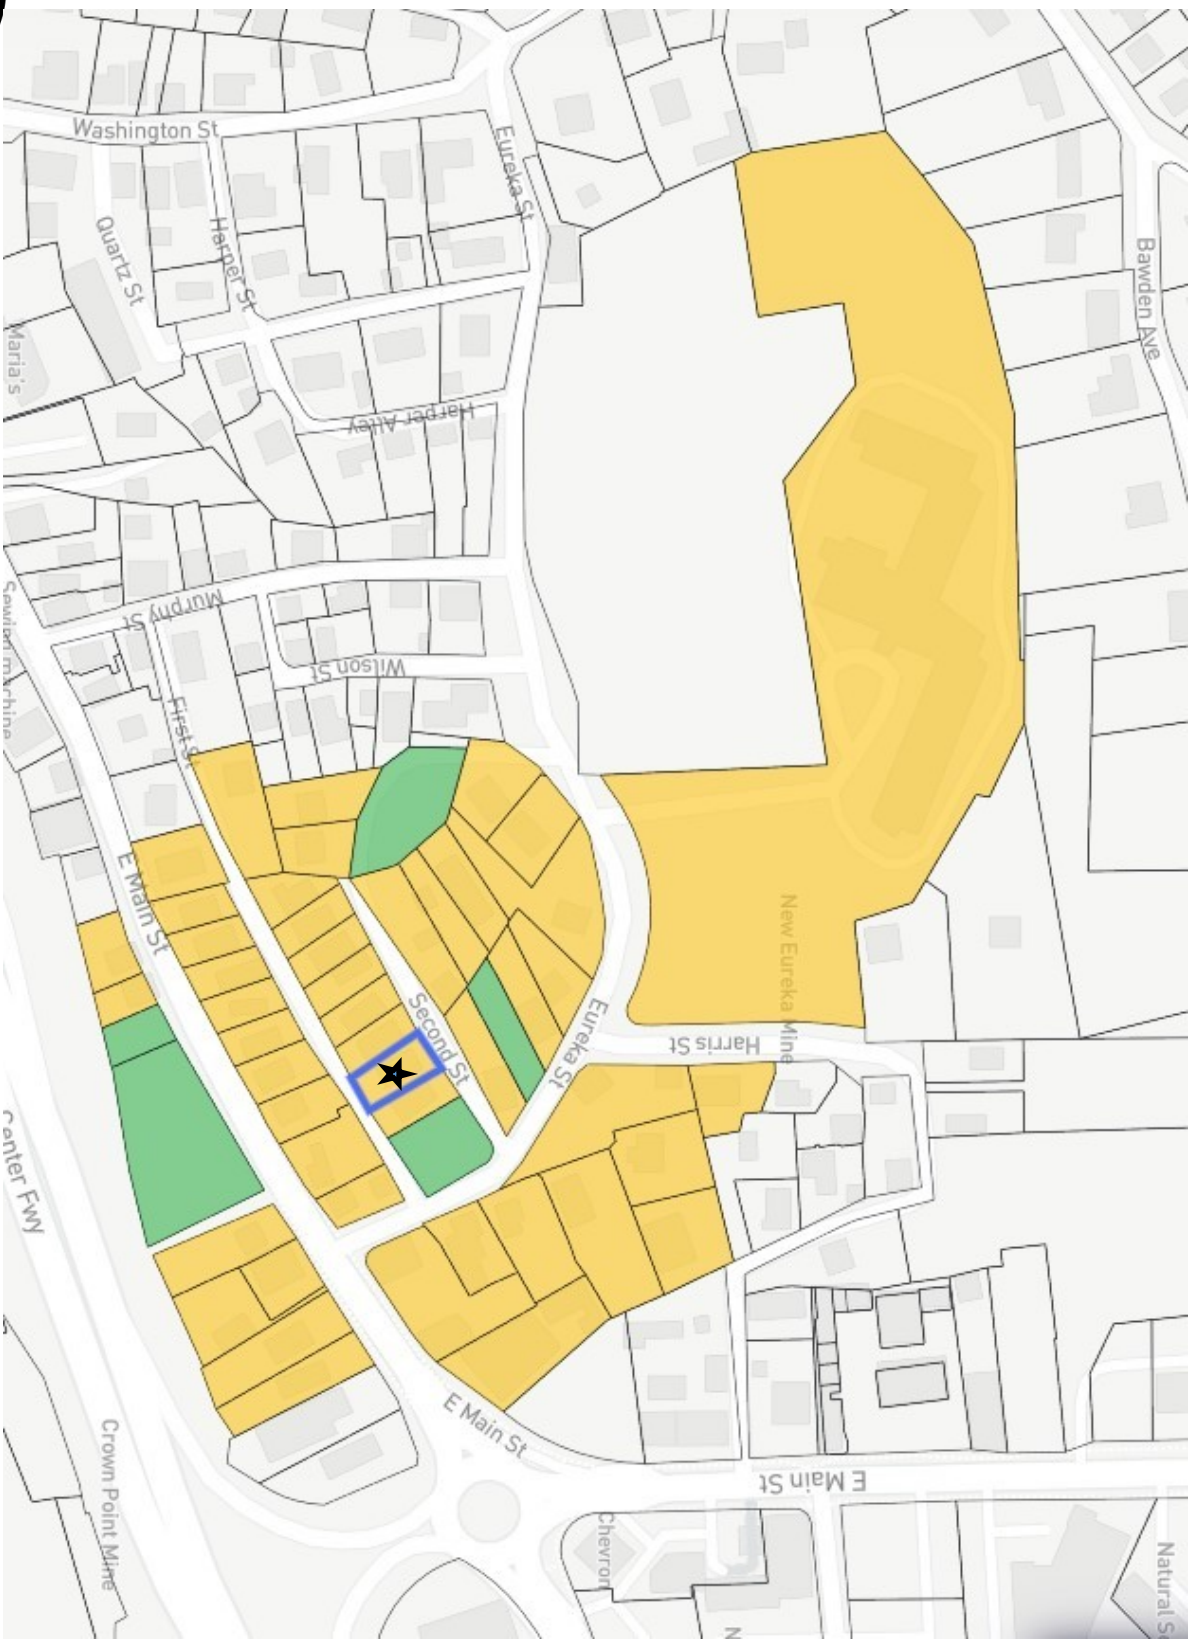 Washington St
Eureka St
Quartz St
Harper St
Bawden Ave
Maria's
Harper Alley
Sewing machine
Murphy St
Wilson St
First St
E Main St
New Eureka Mine
Second St
Eureka St
Harris St
Center Fwy
E Main St
Crown Point Mine
E Main St
Chevron
Natural
N